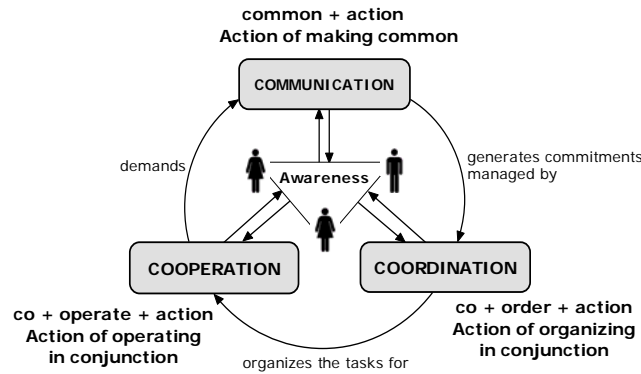 common + action
Action of making common
COMMUNICATION
demands
generates commitments
managed by
Awareness
COOPERATION
COORDINATION
co + operate + action
Action of operating
in conjunction
co + order + action
Action of organizing
in conjunction
organizes the tasks for